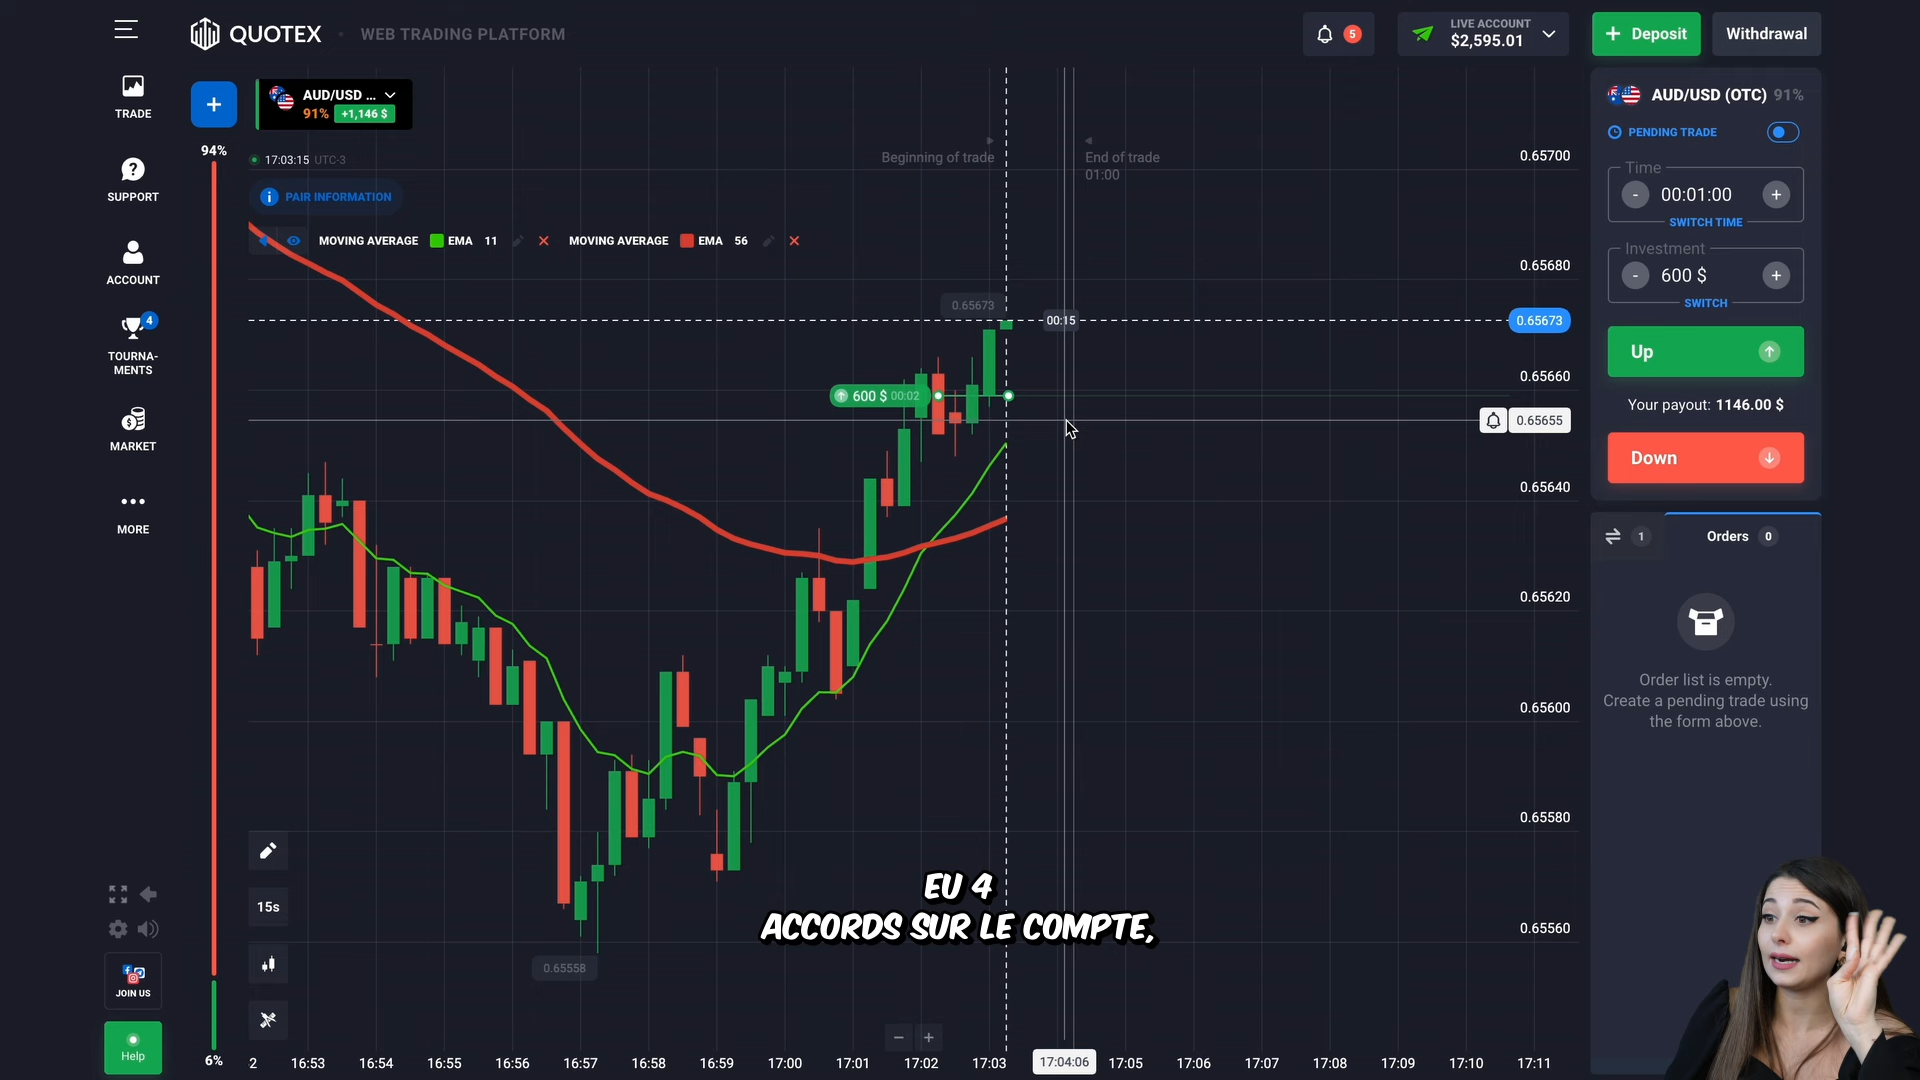 QUOTEX
WEB TRADING PLATFORM
5
LIVE ACCOUNT
$2,595.01
Deposit
Withdrawal
TRADE
SUPPORT
ACCOUNT
4
TOURNA-
MENTS
MARKET
MORE
JOIN US
Help
AUD/USD ...
91%
+1,146 $
94%
6%
17:03:15 UTC-3
PAIR INFORMATION
MOVING AVERAGE EMA 11 MOVING AVERAGE EMA 56
Beginning of trade
End of trade
01:00
0.65673
00:15
600 $ 00:02
0.65558
15s
0.65700
0.65680
0.65673
0.65660
0.65655
0.65640
0.65620
0.65600
0.65580
0.65560
2 16:53 16:54 16:55 16:56 16:57 16:58 16:59 17:00 17:01 17:02 17:03 17:04:06 17:05 17:06 17:07 17:08 17:09 17:10 17:11
AUD/USD (OTC) 91%
PENDING TRADE
Time
- 00:01:00 +
SWITCH TIME
Investment
- 600 $ +
SWITCH
Up
Your payout: 1146.00 $
Down
1
Orders 0
Order list is empty.
Create a pending trade using
the form above.
EU 4
ACCORDS SUR LE COMPTE,